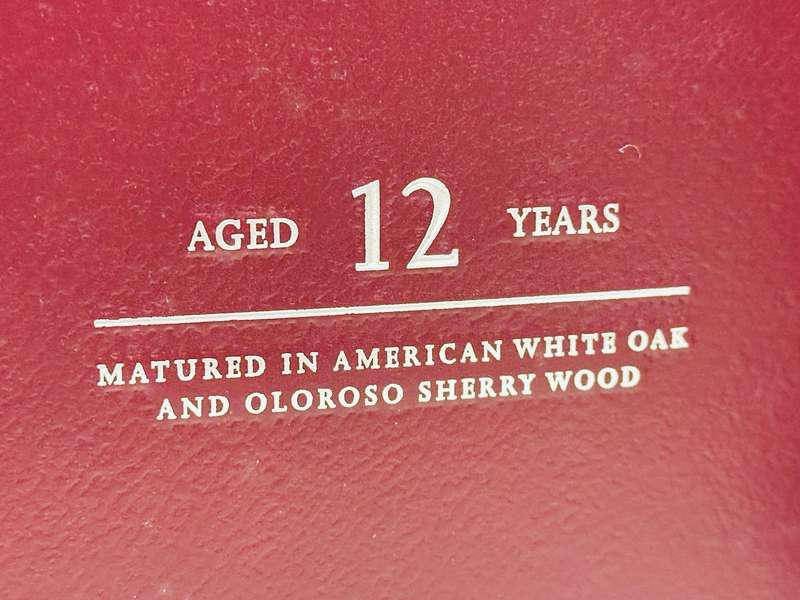 AGED 12 YEARS
MATURED IN AMERICAN WHITE OAK
AND OLOROSO SHERRY WOOD